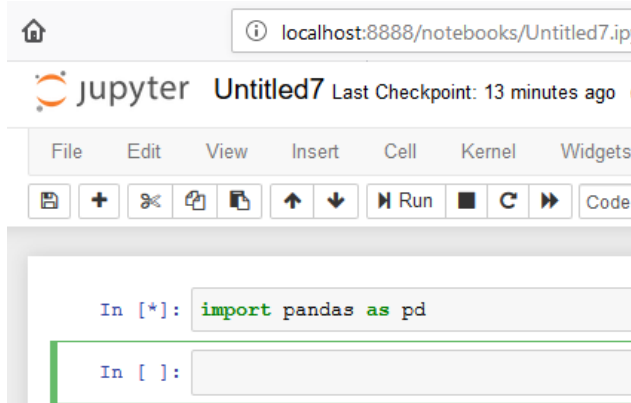 localhost:8888/notebooks/Untitled7.ip
jupyter Untitled7 Last Checkpoint: 13 minutes ago
File Edit View Insert Cell Kernel Widgets
Run Code
In [*]: import pandas as pd
In [ ]: